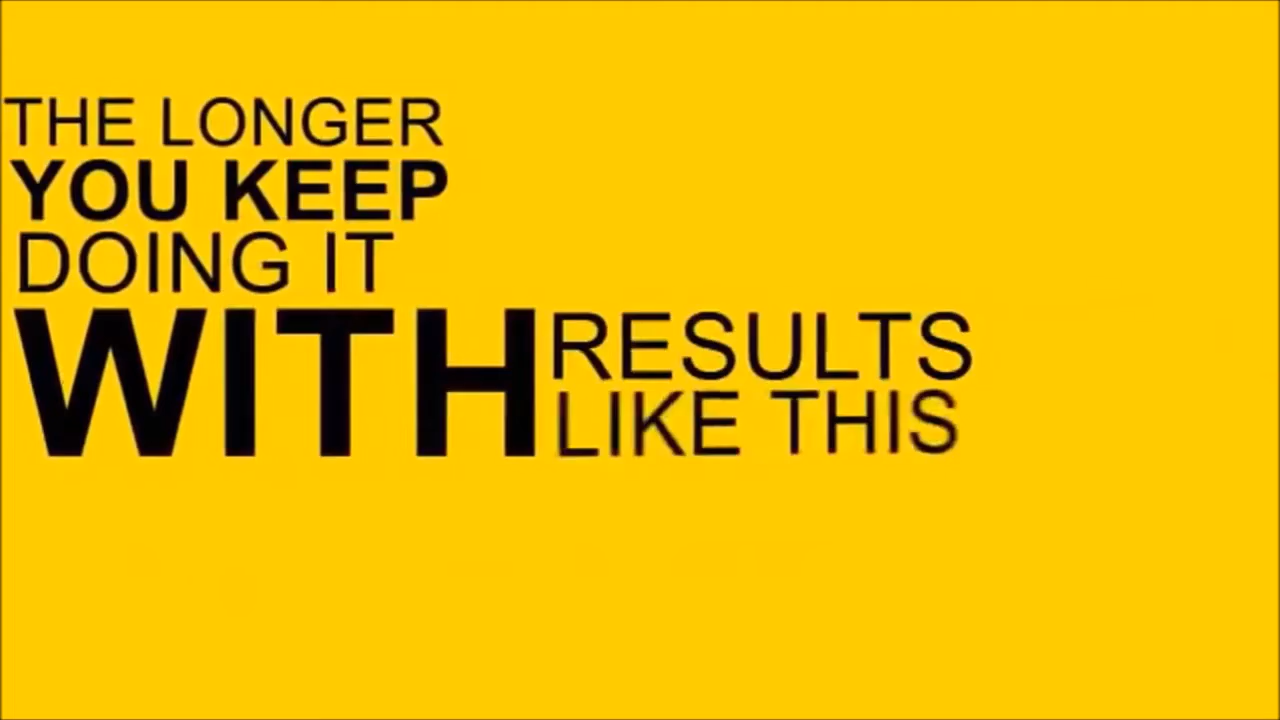 THE LONGER
YOU KEEP
DOING IT
WITH
RESULTS
LIKE THIS